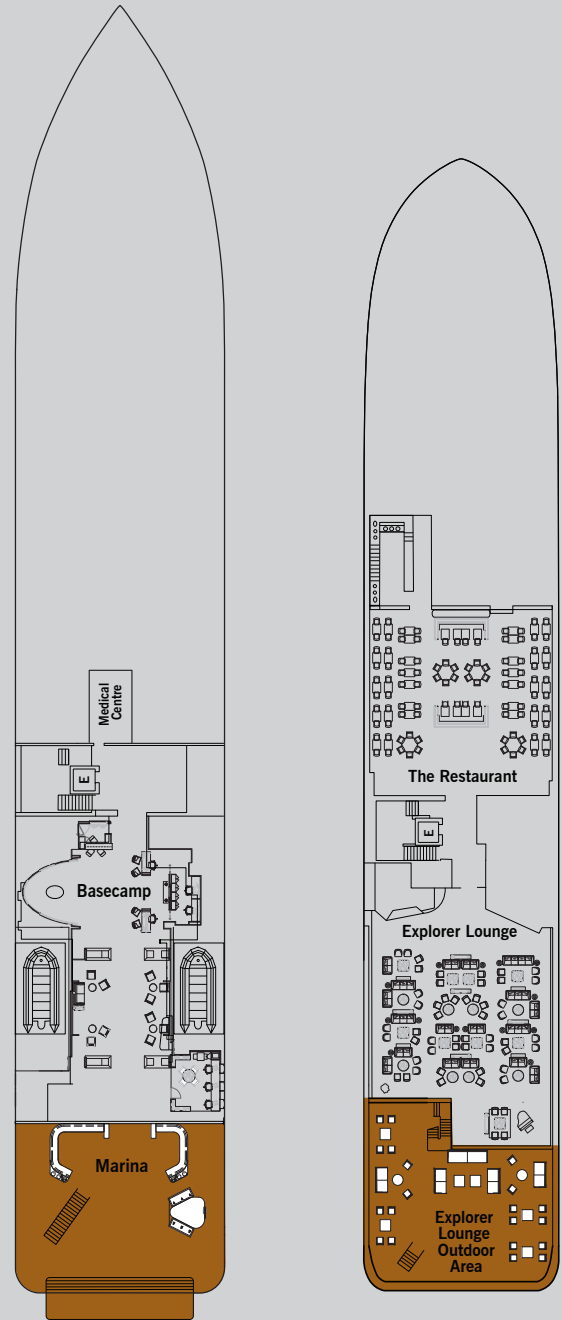 Medical
Centre
E
Basecamp
Marina
The Restaurant
E
Explorer Lounge
Explorer
Lounge
Outdoor
Area